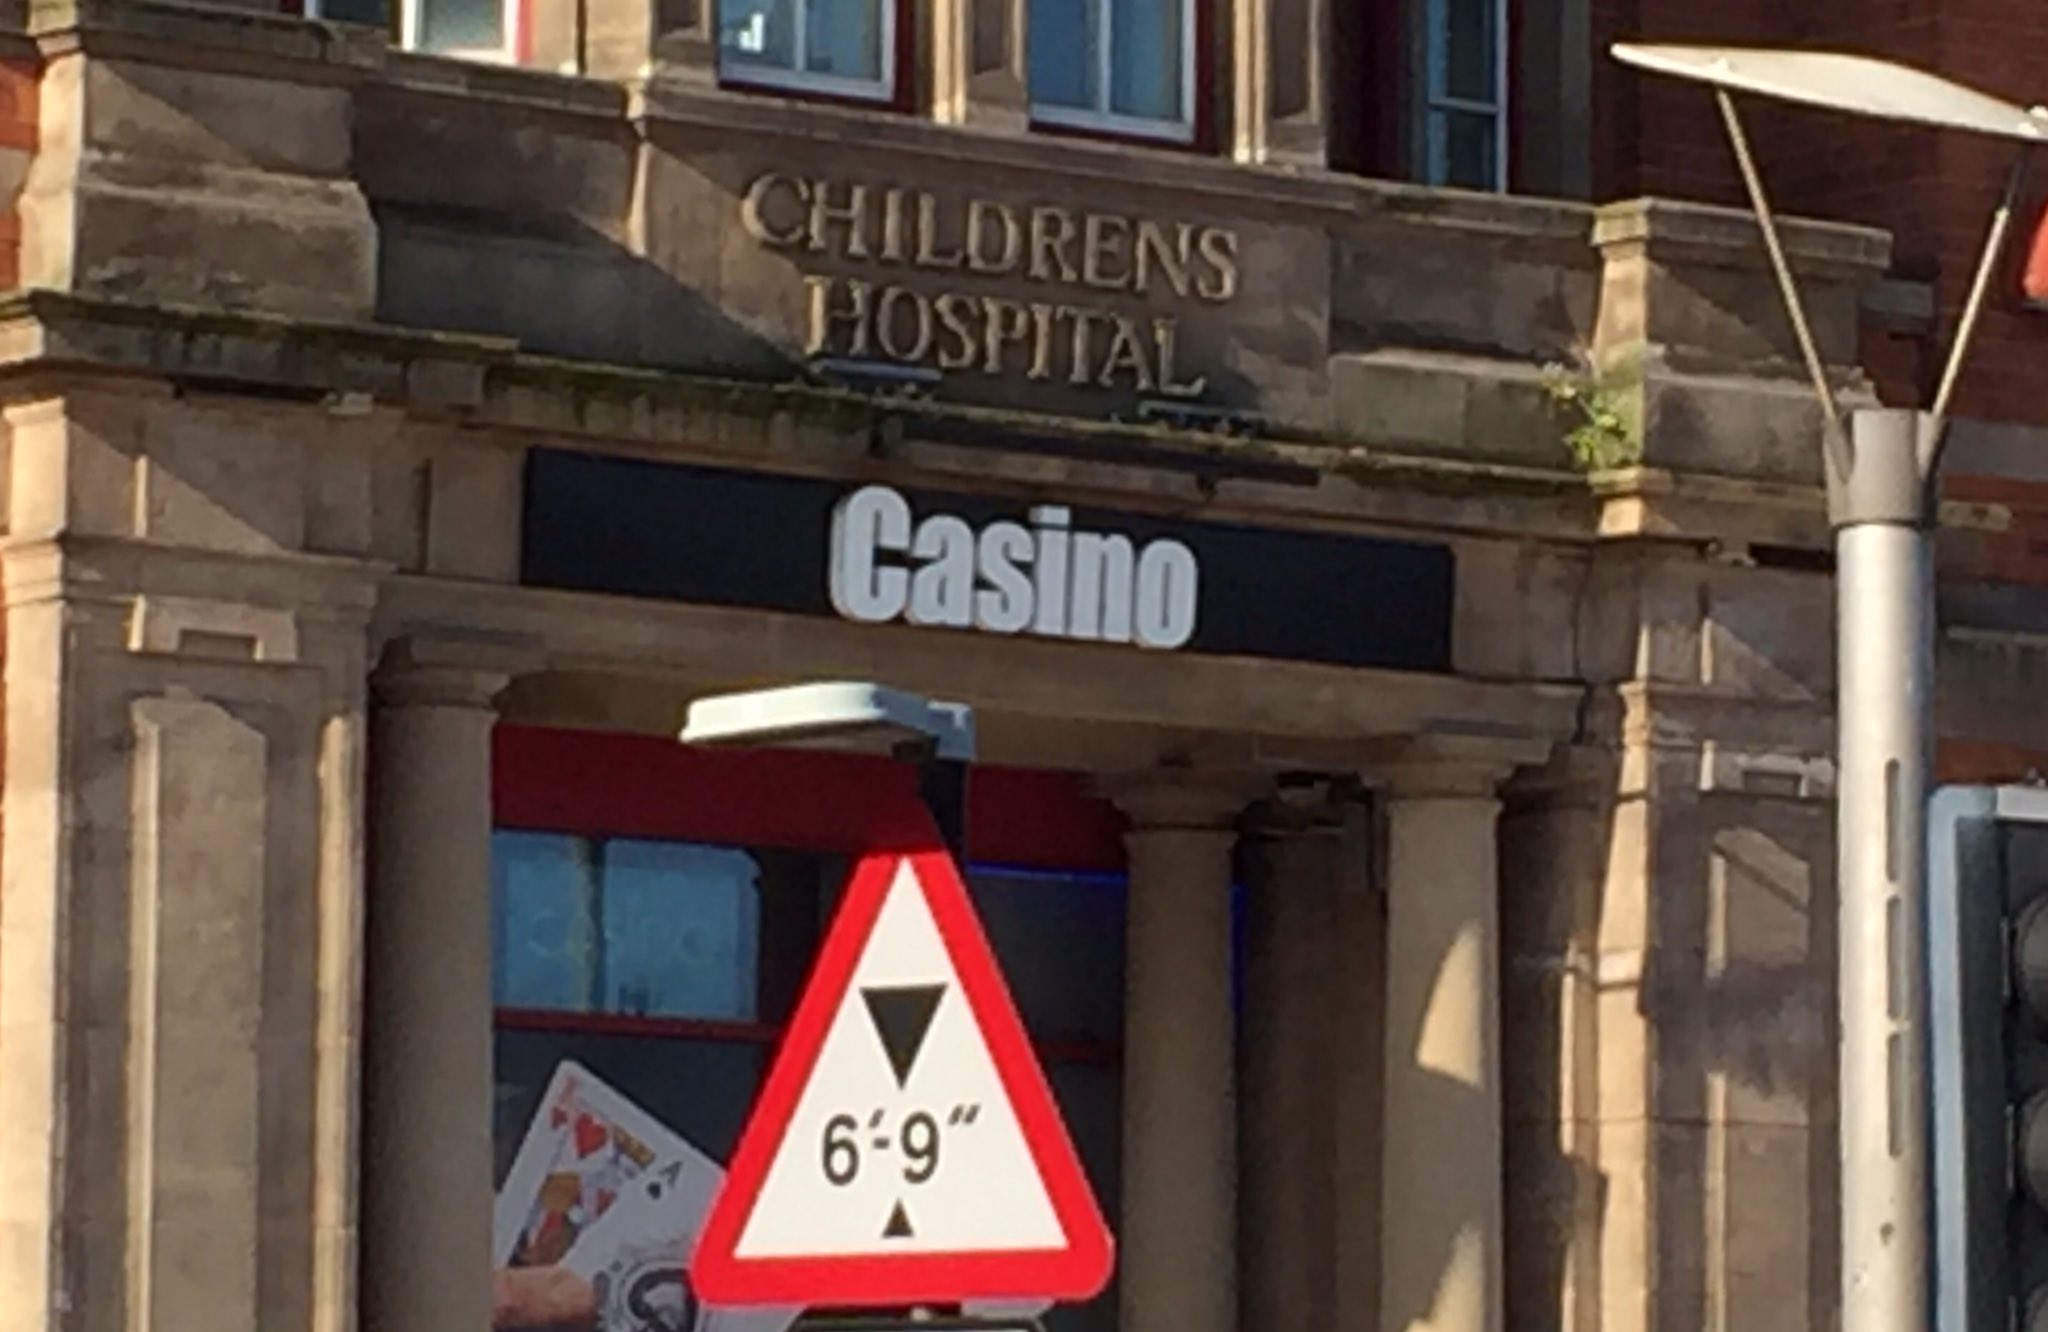 CHILDRENS
HOSPITAL
Casino
6'-9"
A